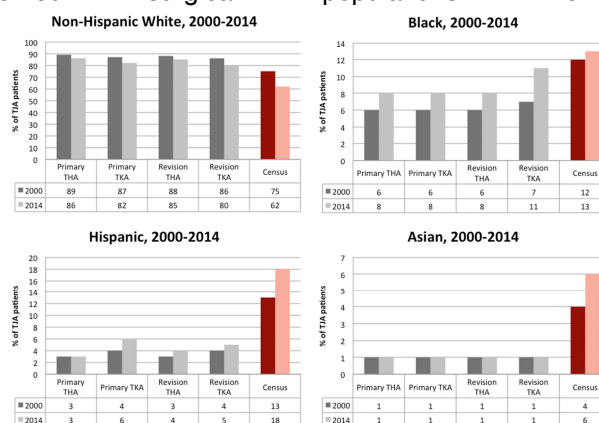 Non-Hispanic White, 2000-2014
% of TJA patients
100
90
80
70
60
50
40
30
20
10
0
Primary THA Primary TKA Revision THA Revision TKA Census
2000 89 87 88 86 75
2014 86 82 85 80 62
Black, 2000-2014
% of TJA patients
14
12
10
8
6
4
2
0
Primary THA Primary TKA Revision THA Revision TKA Census
2000 6 6 6 7 12
2014 8 8 8 11 13
Hispanic, 2000-2014
% of TJA patients
20
18
16
14
12
10
8
6
4
2
0
Primary THA Primary TKA Revision THA Revision TKA Census
2000 3 4 3 4 13
2014 3 6 4 5 18
Asian, 2000-2014
% of TJA patients
7
6
5
4
3
2
1
0
Primary THA Primary TKA Revision THA Revision TKA Census
2000 1 1 1 1 4
2014 1 1 1 1 6